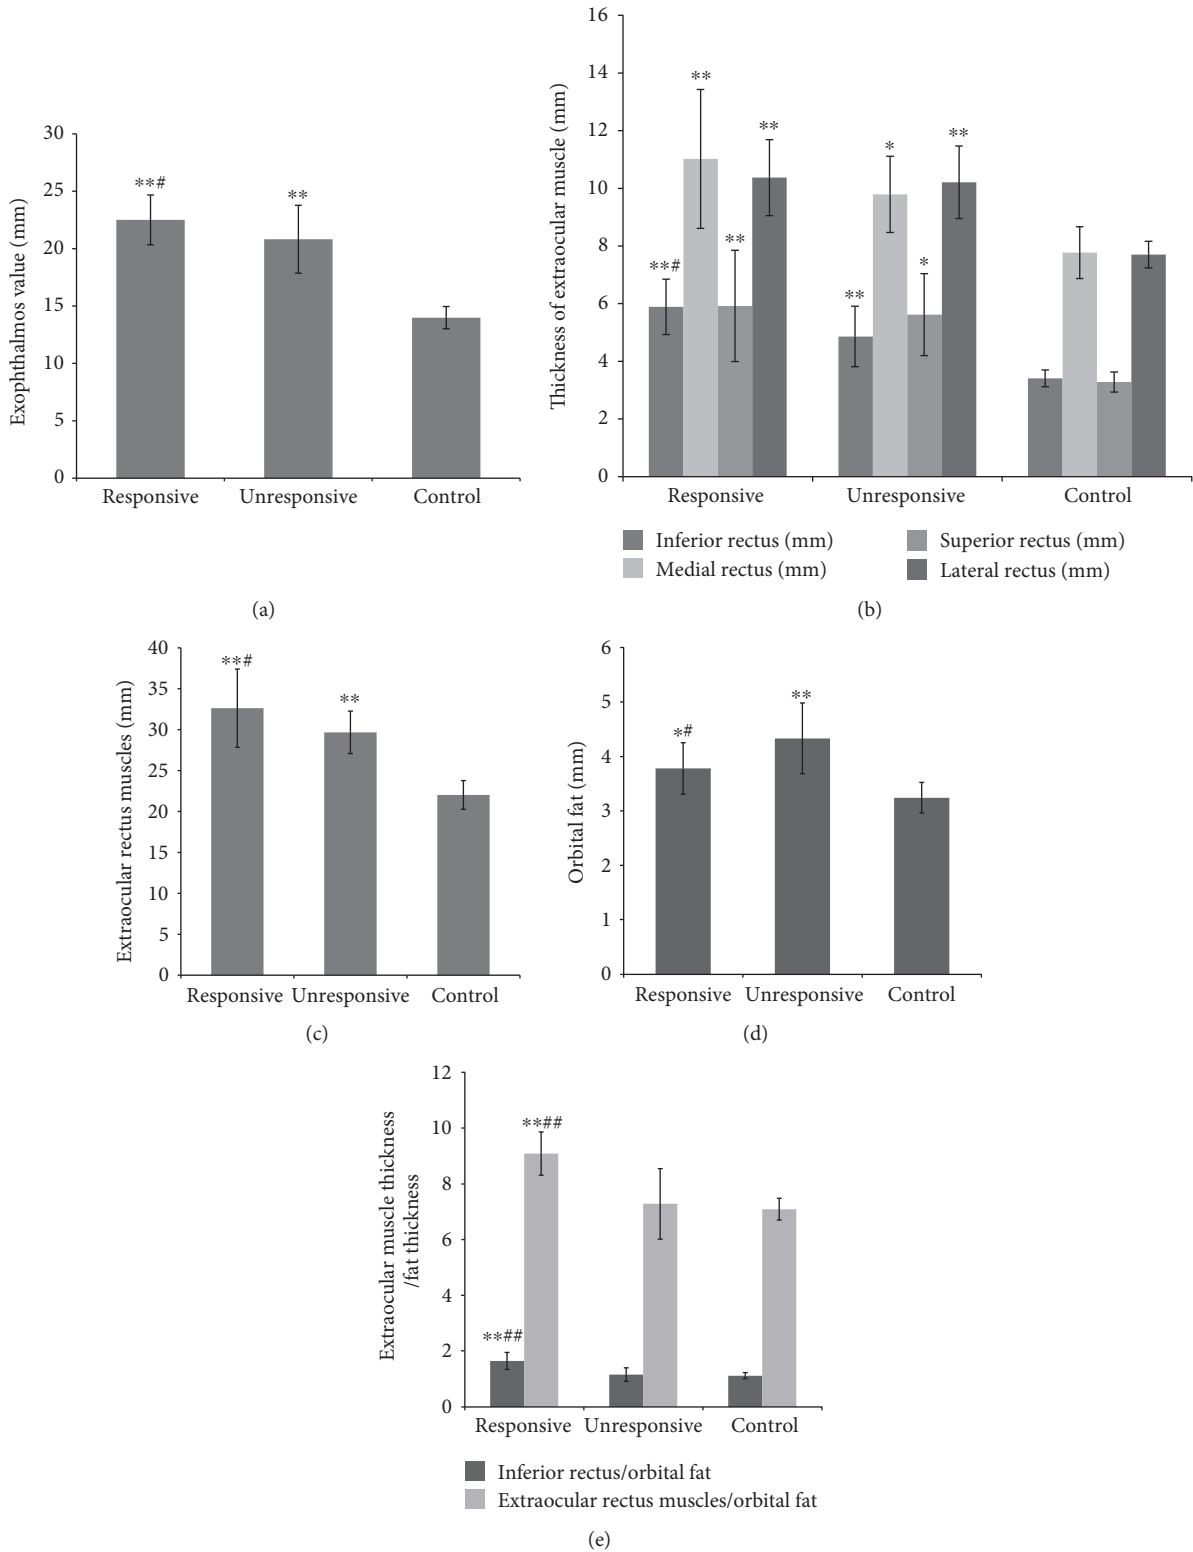 Exophthalmos value (mm)
30
25
20
15
10
5
0
**#
**
Responsive
Unresponsive
Control
(a)
Thickness of extraocular muscle (mm)
16
14
12
10
8
6
4
2
0
**#
**
**
**
**
*
*
**
Responsive
Unresponsive
Control
Inferior rectus (mm)
Medial rectus (mm)
Superior rectus (mm)
Lateral rectus (mm)
(b)
Extraocular rectus muscles (mm)
40
35
30
25
20
15
10
5
0
**#
**
Responsive
Unresponsive
Control
(c)
Orbital fat (mm)
6
5
4
3
2
1
0
*#
**
Responsive
Unresponsive
Control
(d)
Extraocular muscle thickness
/fat thickness
12
10
8
6
4
2
0
**##
**##
Responsive
Unresponsive
Control
Inferior rectus/orbital fat
Extraocular rectus muscles/orbital fat
(e)